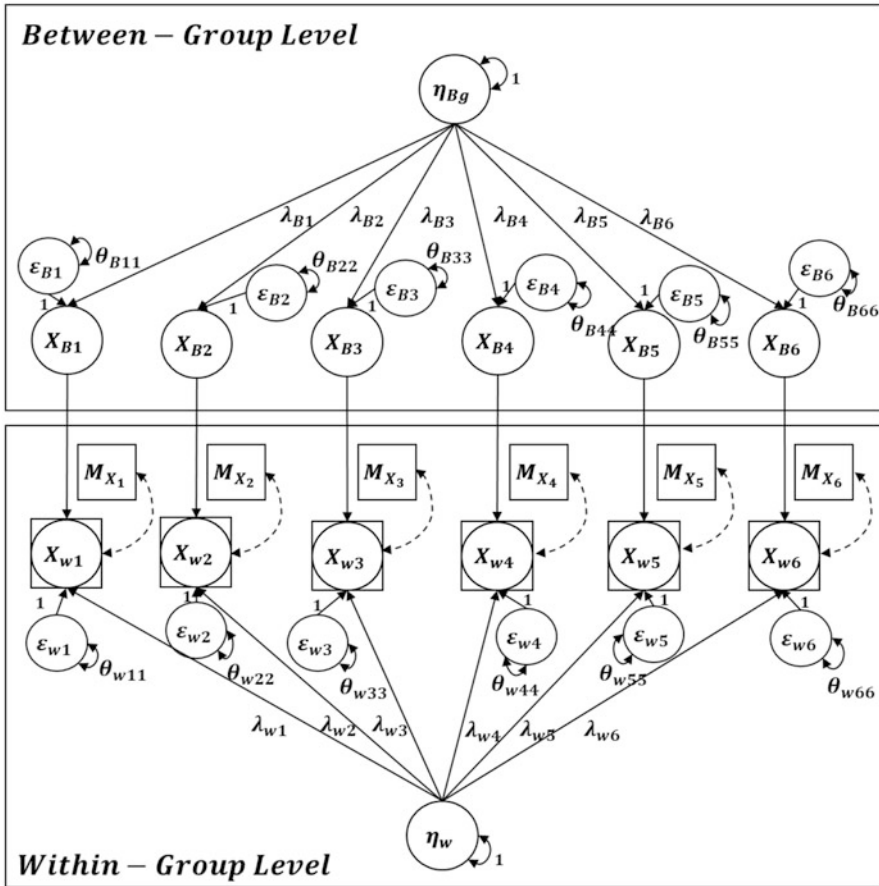 Between − Group Level
η_Bg
1
λ_B1 λ_B2 λ_B3 λ_B4 λ_B5 λ_B6
ε_B1 θ_B11 ε_B2 θ_B22 ε_B3 θ_B33 ε_B4 θ_B44 ε_B5 θ_B55 ε_B6 θ_B66
1 1 1 1 1 1
X_B1 X_B2 X_B3 X_B4 X_B5 X_B6
M_X1 M_X2 M_X3 M_X4 M_X5 M_X6
X_w1 X_w2 X_w3 X_w4 X_w5 X_w6
1 11 1 1 1 1
ε_w1 ε_w2 ε_w3 ε_w4 ε_w5 ε_w6
θ_w11 θ_w22 θ_w33 θ_w44 θ_w55 θ_w66
λ_w1 λ_w2 λ_w3 λ_w4 λ_w5 λ_w6
η_w
1
Within − Group Level